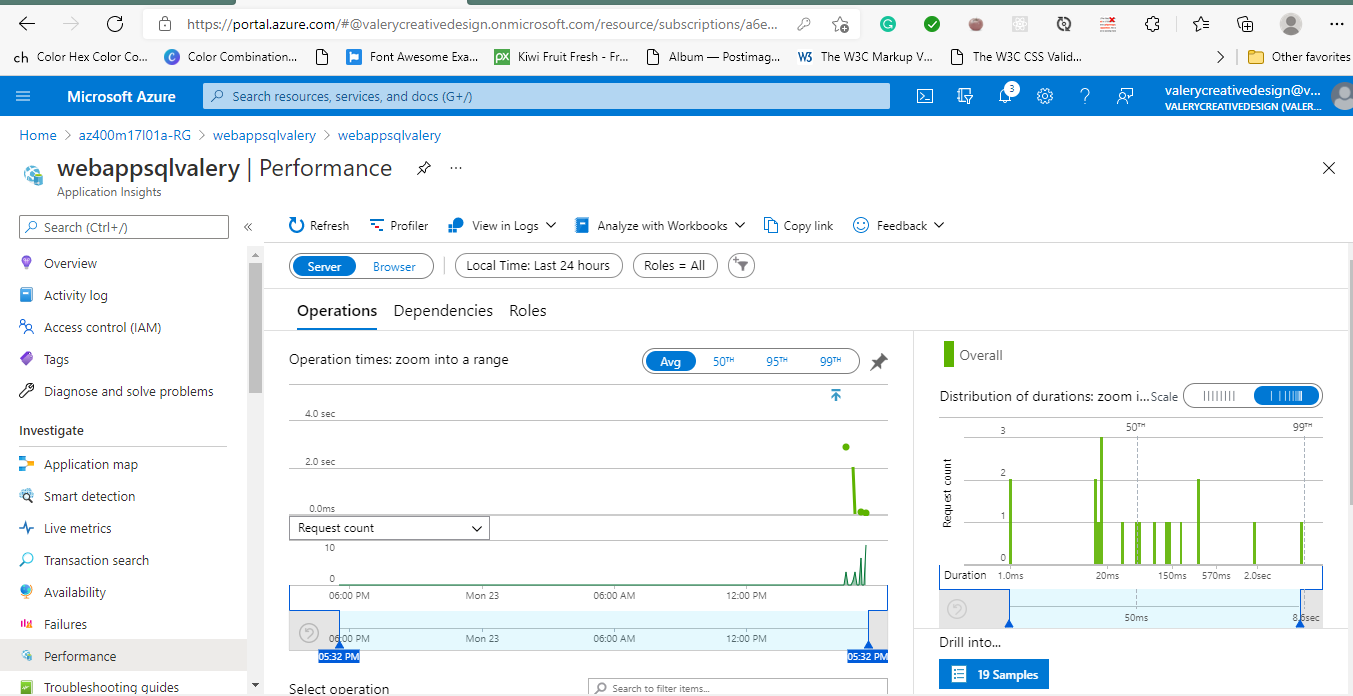 https://portal.azure.com/#@valerycreativedesign.onmicrosoft.com/resource/subscriptions/a6e...
ch Color Hex Color Co... Color Combination... Font Awesome Exa... Kiwi Fruit Fresh - Fr... Album — Postimag... The W3C Markup V... The W3C CSS Valid... Other favorites
Microsoft Azure
Search resources, services, and docs (G+/)
3
valerycreativedesign@v...
VALERYCREATIVEDESIGN (VALER...
Home > az400m17l01a-RG > webappsqlvalery > webappsqlvalery
webappsqlvalery | Performance
...
Application Insights
Search (Ctrl+/)
«
Refresh Profiler View in Logs Analyze with Workbooks Copy link Feedback
Overview
Activity log
Access control (IAM)
Tags
Diagnose and solve problems
Investigate
Application map
Smart detection
Live metrics
Transaction search
Availability
Failures
Performance
Troubleshooting guides
Server Browser
Local Time: Last 24 hours
Roles = All
Operations Dependencies Roles
Operation times: zoom into a range
Avg 50TH 95TH 99TH
4.0 sec
2.0 sec
0.0ms
Request count
10
0
06:00 PM Mon 23 06:00 AM 12:00 PM
06:00 PM Mon 23 06:00 AM 12:00 PM
05:32 PM 05:32 PM
Select operation
Search to filter items...
Overall
Distribution of durations: zoom i... Scale
50TH 99TH
Request count
3
2
1
0
Duration 1.0ms 20ms 150ms 570ms 2.0sec
50ms 8.6sec
Drill into...
19 Samples